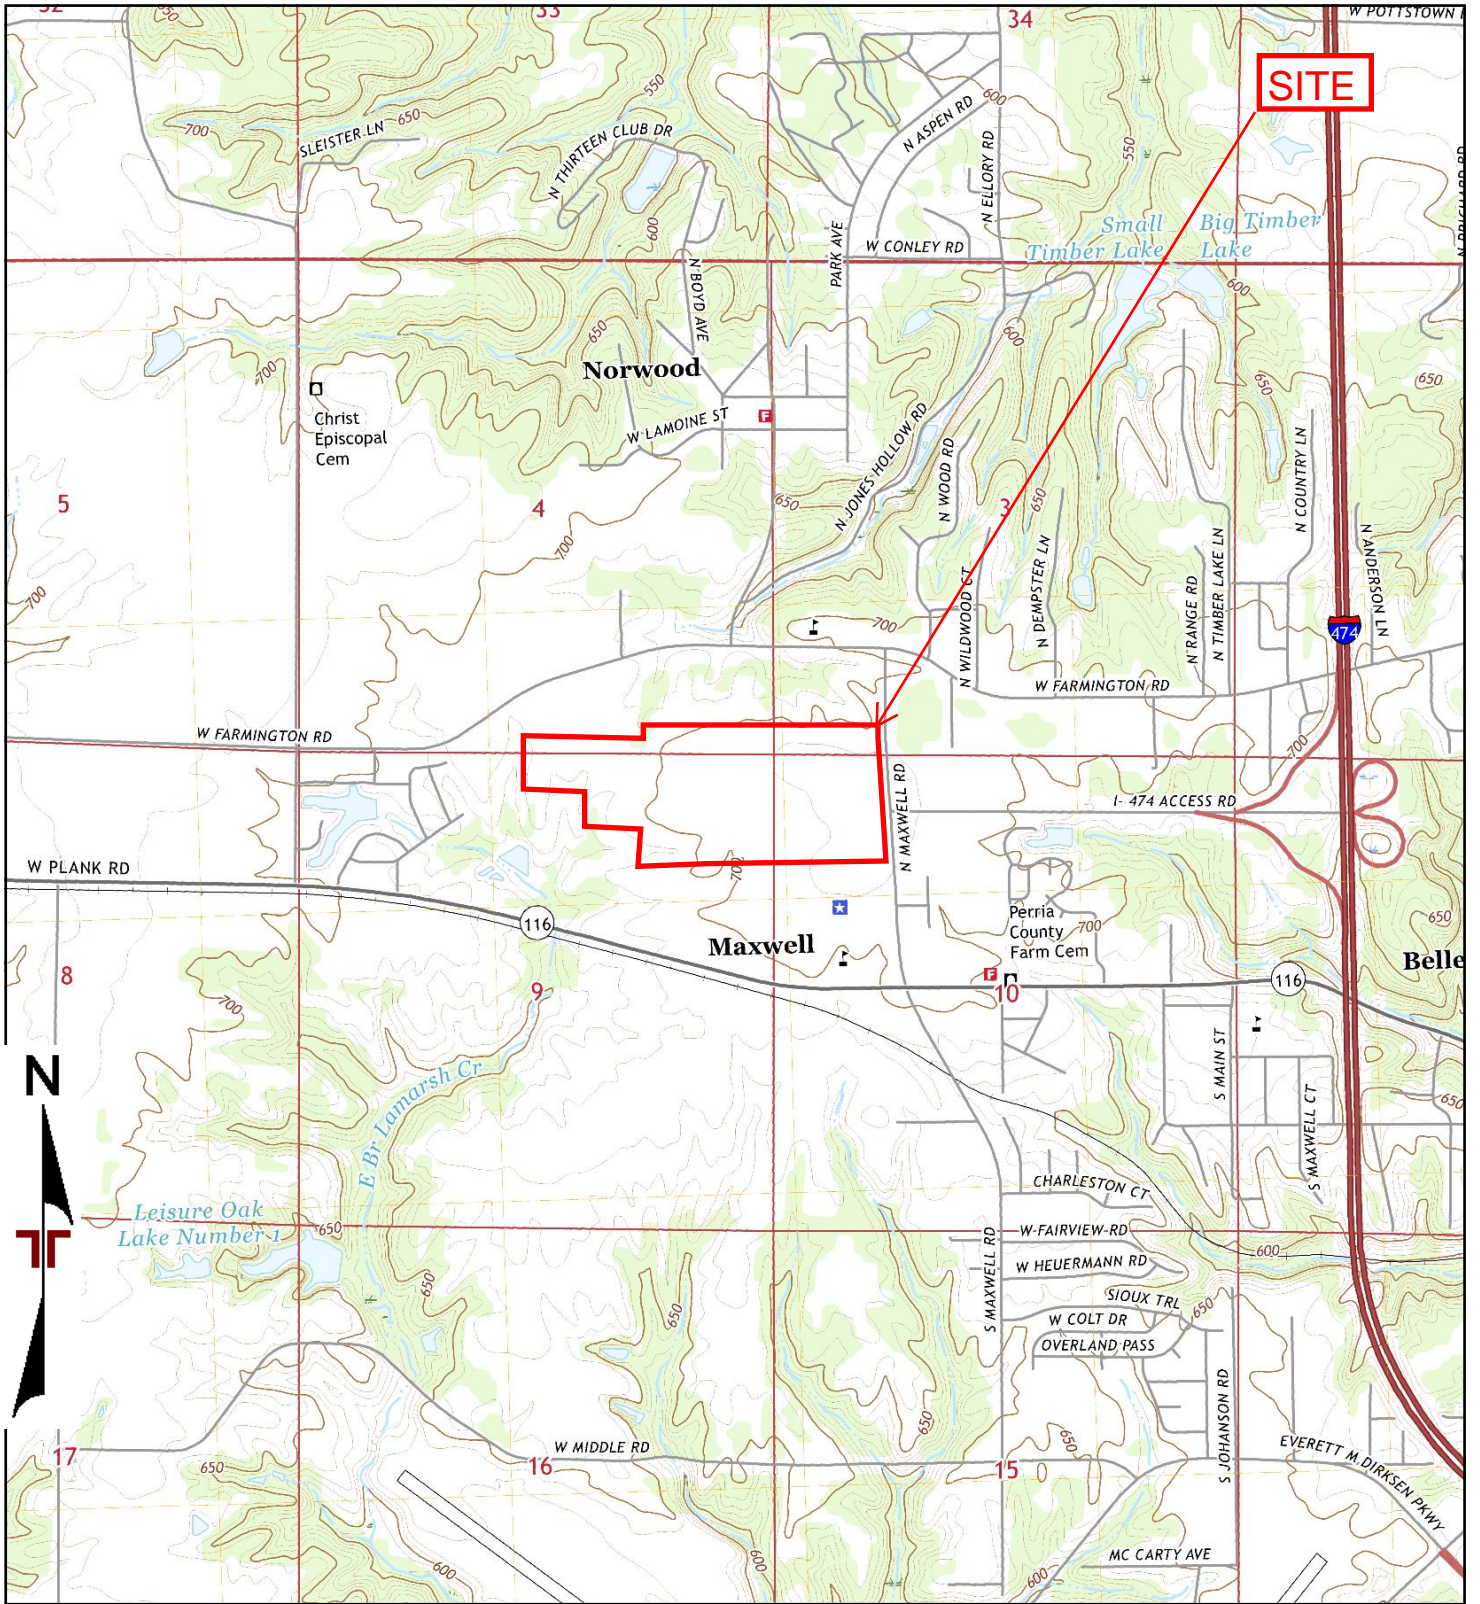 32
33
34
W POTTSTOWN
550
SITE
700
650
SLEISTER LN
550
N THIRTEEN CLUB DR
N ASPEN RD
600
N ELLORY RD
550
600
Small
Timber Lake
Big Timber
Lake
PARK AVE
W CONLEY RD
N BOYD AVE
600
650
600
700
Norwood
650
650
Christ
Episcopal
Cem
W LAMOINE ST
F
N JONES HOLLOW RD
N WOOD RD
N COUNTRY LN
5
4
650
3
650
700
N DEMPSTER LN
N TIMBER LAKE LN
N ANDERSON LN
N WILDWOOD CT
N RANGE RD
700
700
474
W FARMINGTON RD
W FARMINGTON RD
700
N MAXWELL RD
I- 474 ACCESS RD
W PLANK RD
700
116
Perria
County
Farm Cem
700
650
Maxwell
Belle
8
9
F
10
116
700
N
S MAIN ST
E Br Lamarsh Cr
S MAXWELL CT
650
CHARLESTON CT
Leisure Oak
Lake Number 1
650
W FAIRVIEW RD
600
S MAXWELL RD
W HEUERMANN RD
650
650
SIOUX TRL
650
W COLT DR
OVERLAND PASS
S JOHANSON RD
650
650
17
650
W MIDDLE RD
16
15
EVERETT M DIRKSEN PKWY
600
600
600
MC CARTY AVE